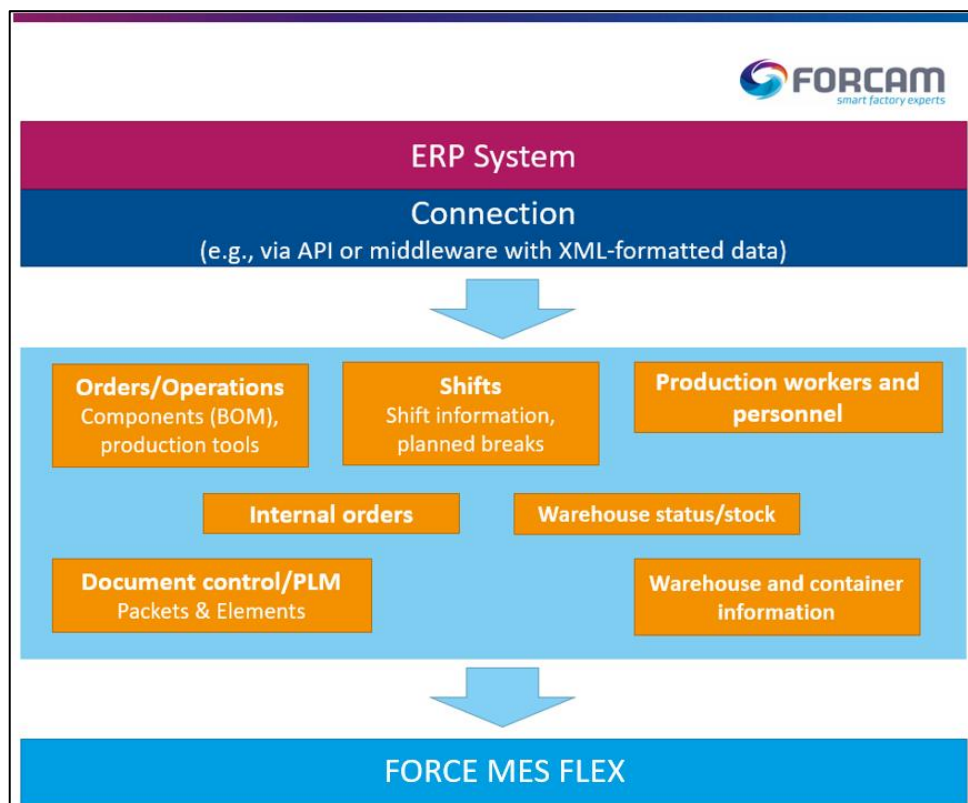 FORCAM
smart factory experts
ERP System
Connection
(e.g., via API or middleware with XML-formatted data)
Orders/Operations
Components (BOM),
production tools
Shifts
Shift information,
planned breaks
Production workers and
personnel
Internal orders
Warehouse status/stock
Document control/PLM
Packets & Elements
Warehouse and container
information
FORCE MES FLEX